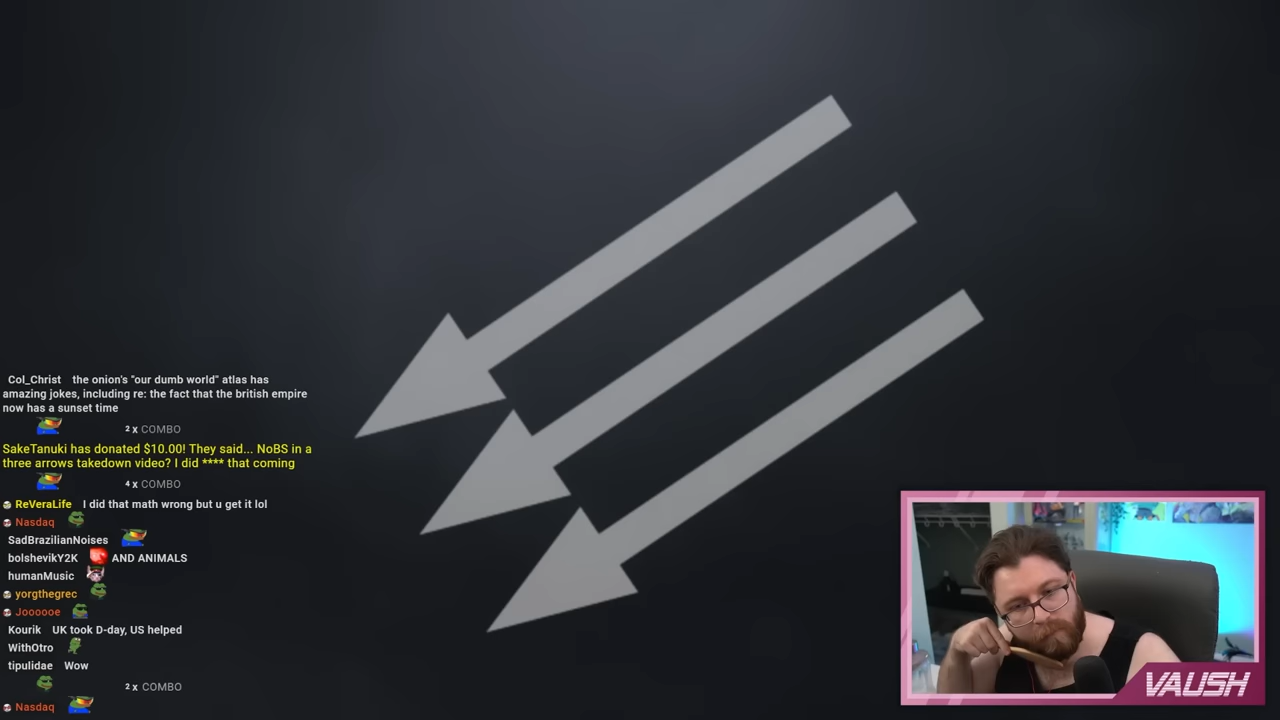 Col_Christ the onion's "our dumb world" atlas has
amazing jokes, including re: the fact that the british empire
now has a sunset time
2 x COMBO
SakeTanuki has donated $10.00! They said... NoBS in a
three arrows takedown video? I did **** that coming
4 x COMBO
ReVeraLife I did that math wrong but u get it lol
Nasdaq
SadBrazilianNoises
bolshevikY2K AND ANIMALS
humanMusic
yorgthegrec
Joooooe
Kourik UK took D-day, US helped
WithOtro
tipulidae Wow
2 x COMBO
Nasdaq
VAUSH